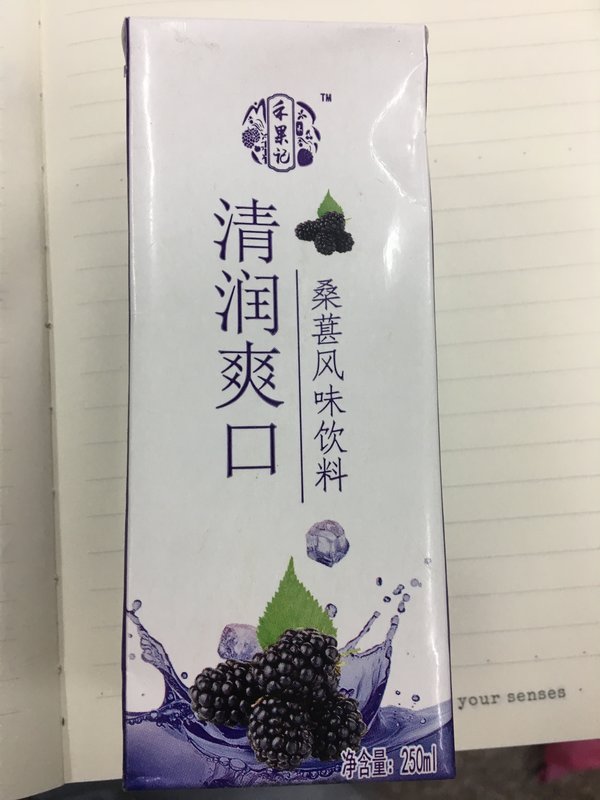 禾果记
TM
清润爽口
桑葚风味饮料
净含量：250ml
your senses